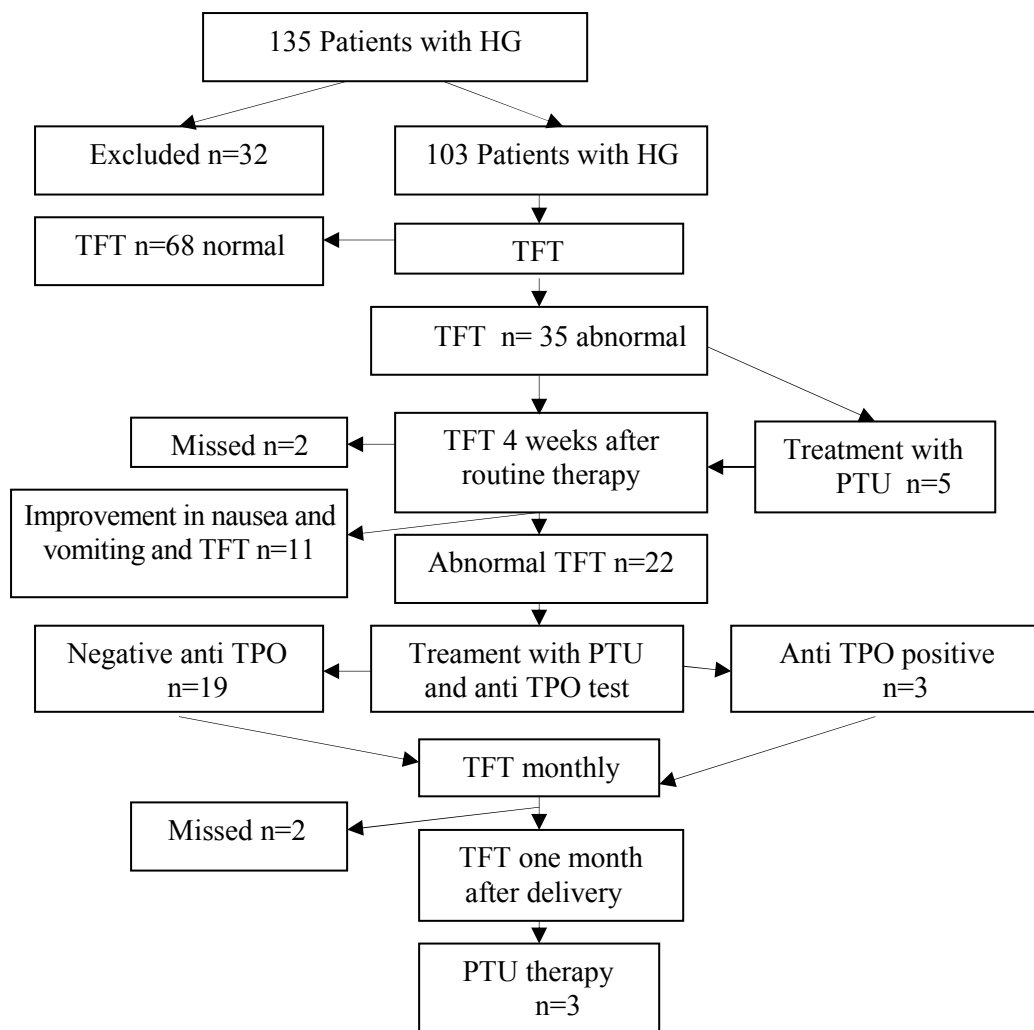 135 Patients with HG
Excluded n=32
103 Patients with HG
TFT n=68 normal
TFT
TFT n= 35 abnormal
Missed n=2
TFT 4 weeks after
routine therapy
Treatment with
PTU n=5
Improvement in nausea and
vomiting and TFT n=11
Abnormal TFT n=22
Negative anti TPO
n=19
Treament with PTU
and anti TPO test
Anti TPO positive
n=3
TFT monthly
Missed n=2
TFT one month
after delivery
PTU therapy
n=3